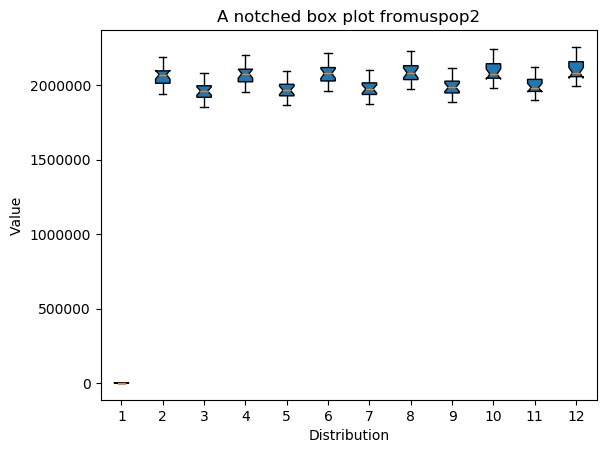 A notched box plot fromuspop2
Value
2000000
1500000
1000000
500000
0
1 2 3 4 5 6 7 8 9 10 11 12
Distribution